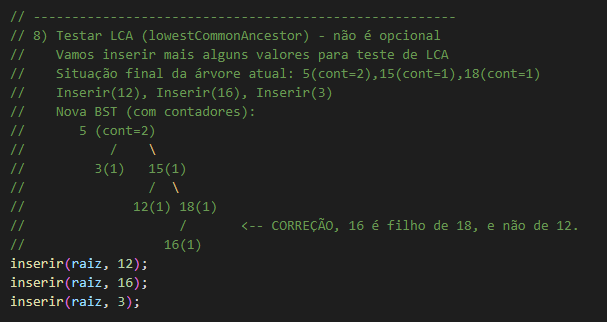 // -------------------------------------------------------
// 8) Testar LCA (lowestCommonAncestor) - não é opcional
//    Vamos inserir mais alguns valores para teste de LCA
//    Situação final da árvore atual: 5(cont=2),15(cont=1),18(cont=1)
//    Inserir(12), Inserir(16), Inserir(3)
//    Nova BST (com contadores):
//       5 (cont=2)
//           /    \
//         3(1)   15(1)
//                /  \
//              12(1) 18(1)
//                    /       <-- CORREÇÃO, 16 é filho de 18, e não de 12.
//                  16(1)
inserir(raiz, 12);
inserir(raiz, 16);
inserir(raiz, 3);